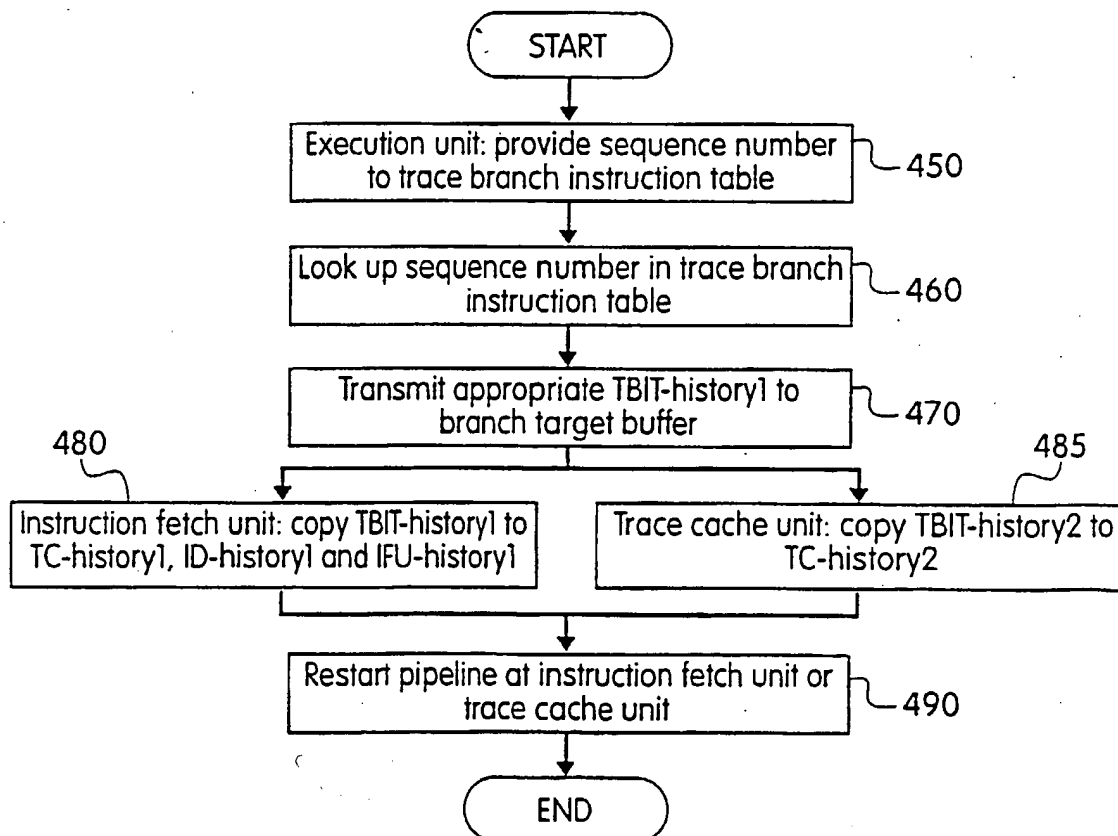 START
Execution unit: provide sequence number
to trace branch instruction table
450
Look up sequence number in trace branch
instruction table
460
Transmit appropriate TBIT-history1 to
branch target buffer
470
480
Instruction fetch unit: copy TBIT-history1 to
TC-history1, ID-history1 and IFU-history1
485
Trace cache unit: copy TBIT-history2 to
TC-history2
Restart pipeline at instruction fetch unit or
trace cache unit
490
END